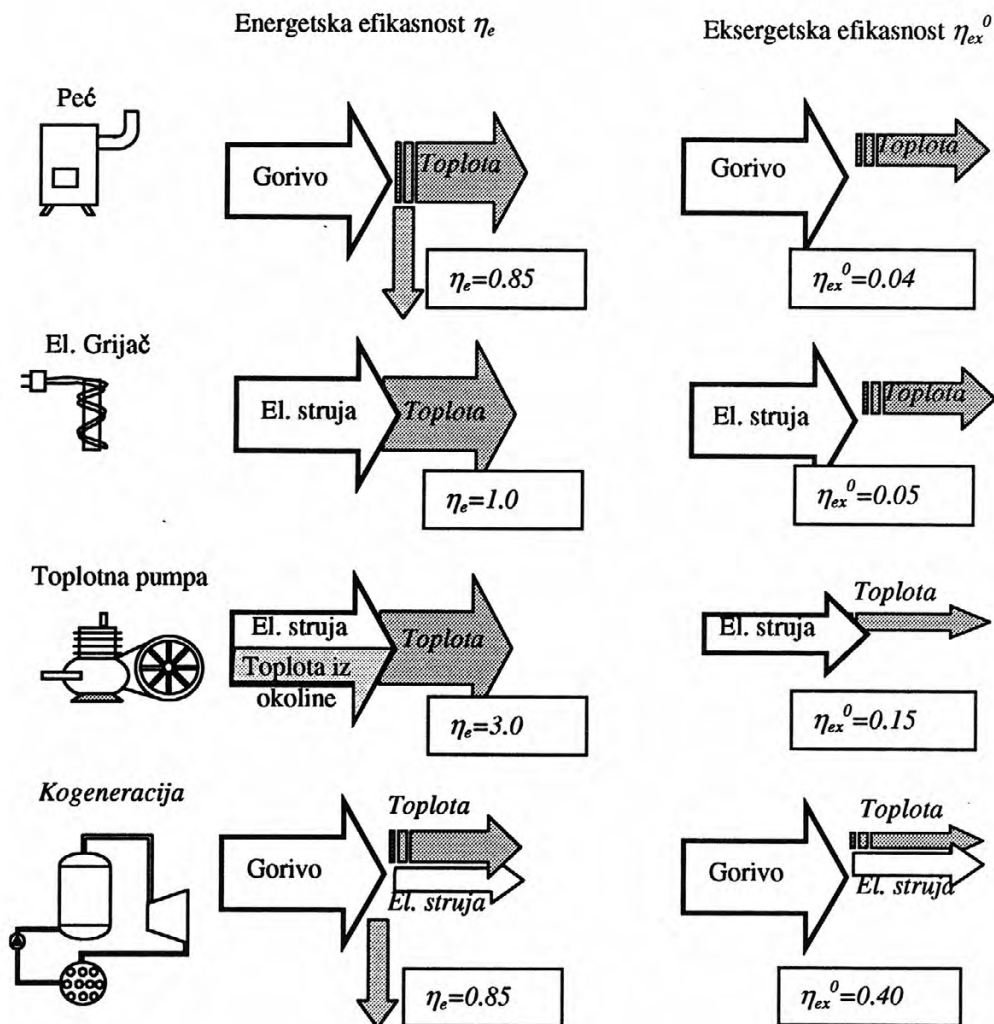 Energetska efikasnost ηₑ
Eksergetska efikasnost ηₑₓ⁰
Peć
Gorivo
Toplota
ηₑ=0.85
Gorivo
Toplota
ηₑₓ⁰=0.04
El. Grijač
El. struja
Toplota
ηₑ=1.0
El. struja
Toplota
ηₑₓ⁰=0.05
Toplotna pumpa
El. struja
Toplota iz
okoline
Toplota
ηₑ=3.0
El. struja
Toplota
ηₑₓ⁰=0.15
Kogeneracija
Gorivo
Toplota
El. struja
ηₑ=0.85
Gorivo
Toplota
El. struja
ηₑₓ⁰=0.40